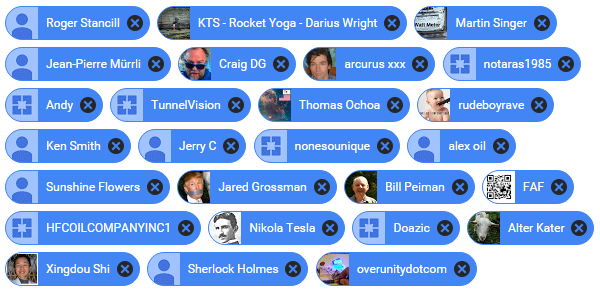 Roger Stancill KTS - Rocket Yoga - Darius Wright Martin Singer
Jean-Pierre Mürrli Craig DG arcurus xxx notaras1985
Andy TunnelVision Thomas Ochoa rudeboyrave
Ken Smith Jerry C nonesounique alex oil
Sunshine Flowers Jared Grossman Bill Peiman FAF
HFCOILCOMPANYINC1 Nikola Tesla Doazic Alter Kater
Xingdou Shi Sherlock Holmes overunitydotcom